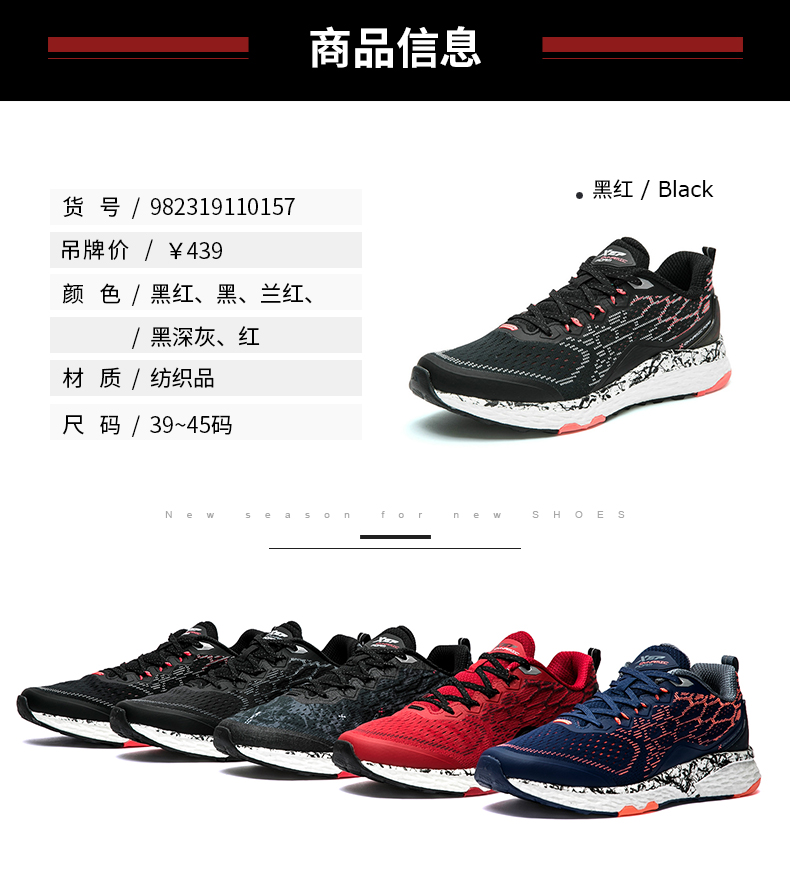 商品信息
黑红 / Black
货 号 / 982319110157
吊牌价 / ￥439
颜 色 / 黑红、黑、兰红、
/ 黑深灰、红
材 质 / 纺织品
尺 码 / 39~45码
XTEP
New season for new SHOES
XTEP